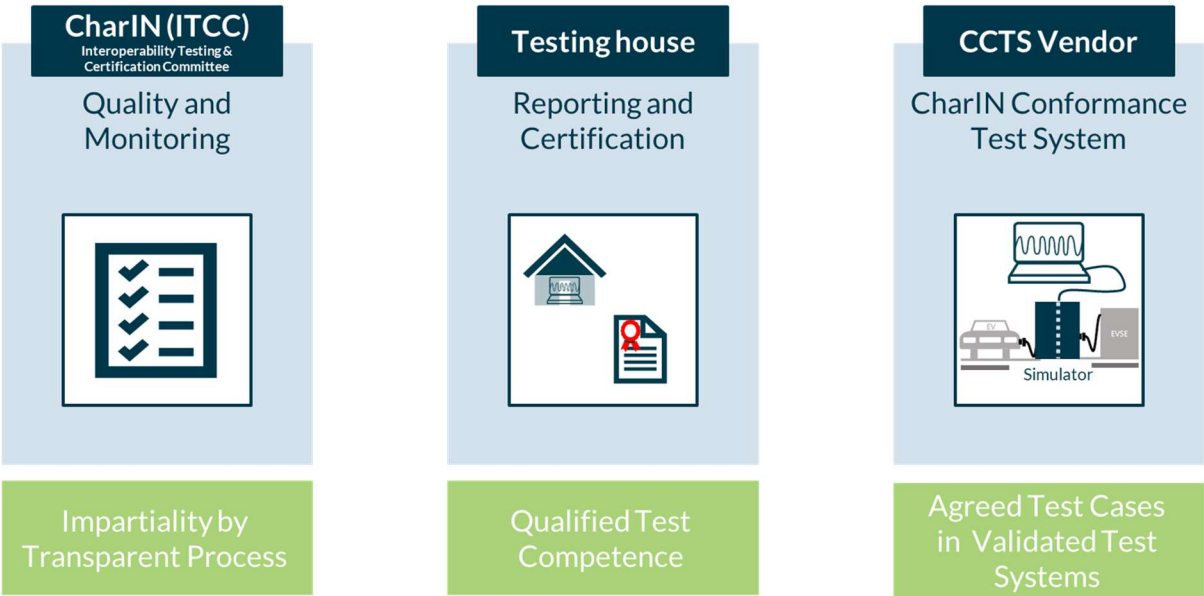 CharIN (ITCC)
Interoperability Testing &
Certification Committee
Quality and
Monitoring
Impartiality by
Transparent Process
Testing house
Reporting and
Certification
Qualified Test
Competence
CCTS Vendor
CharIN Conformance
Test System
EV
EVSE
Simulator
Agreed Test Cases
in Validated Test
Systems